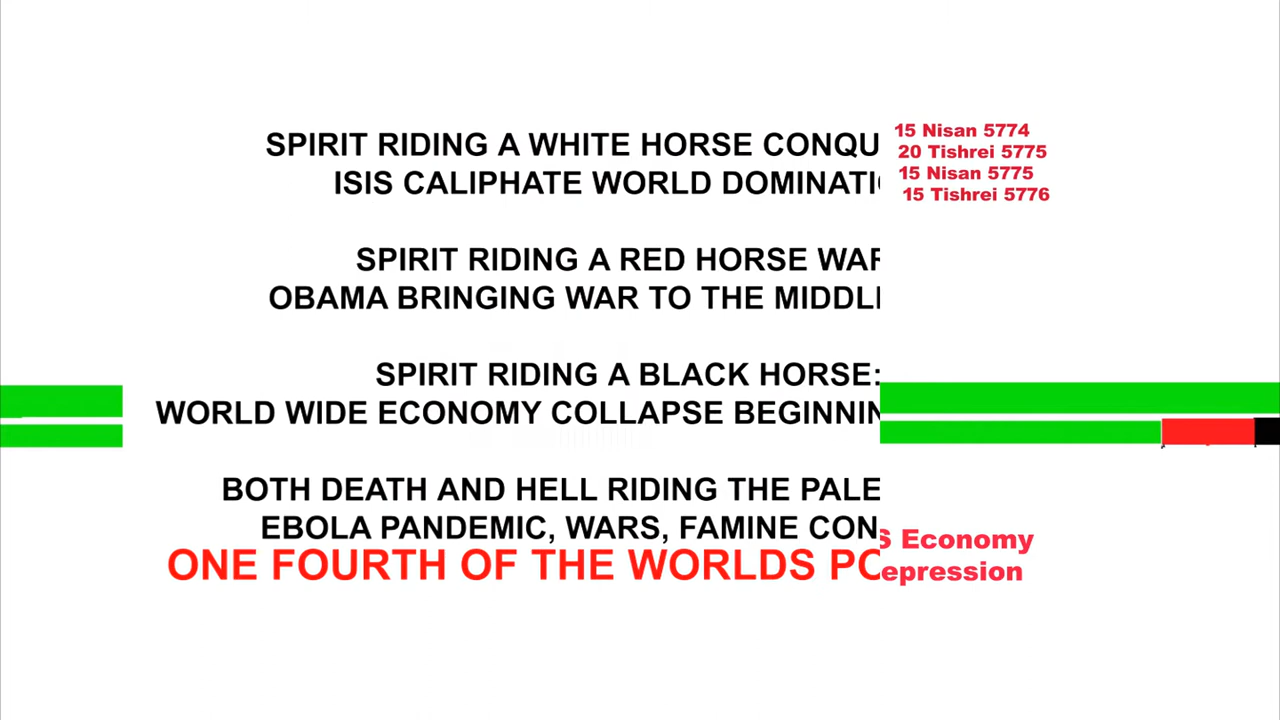 SPIRIT RIDING A WHITE HORSE CONQU
ISIS CALIPHATE WORLD DOMINATI
SPIRIT RIDING A RED HORSE WAR
OBAMA BRINGING WAR TO THE MIDDL
SPIRIT RIDING A BLACK HORSE:
WORLD WIDE ECONOMY COLLAPSE BEGINNIN
BOTH DEATH AND HELL RIDING THE PALE
EBOLA PANDEMIC, WARS, FAMINE CON
ONE FOURTH OF THE WORLDS PO
15 Nisan 5774
20 Tishrei 5775
15 Nisan 5775
15 Tishrei 5776
S Economy
epression